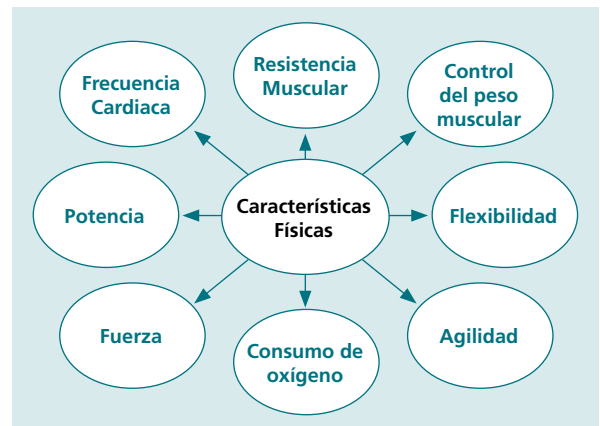 Frecuencia
Cardiaca
Resistencia
Muscular
Control
del peso
muscular
Potencia
Características
Físicas
Flexibilidad
Fuerza
Consumo de
oxígeno
Agilidad